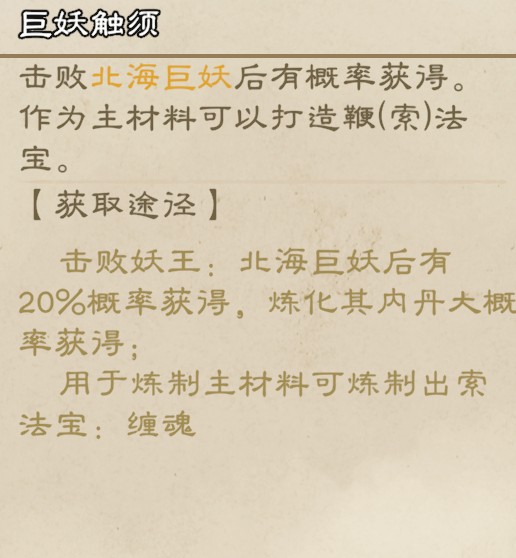 巨妖触须
击败北海巨妖后有概率获得。
作为主材料可以打造鞭(索)法
宝。
【获取途径】
击败妖王：北海巨妖后有
20%概率获得，炼化其内丹大概
率获得；
用于炼制主材料可炼制出索
法宝：缠魂